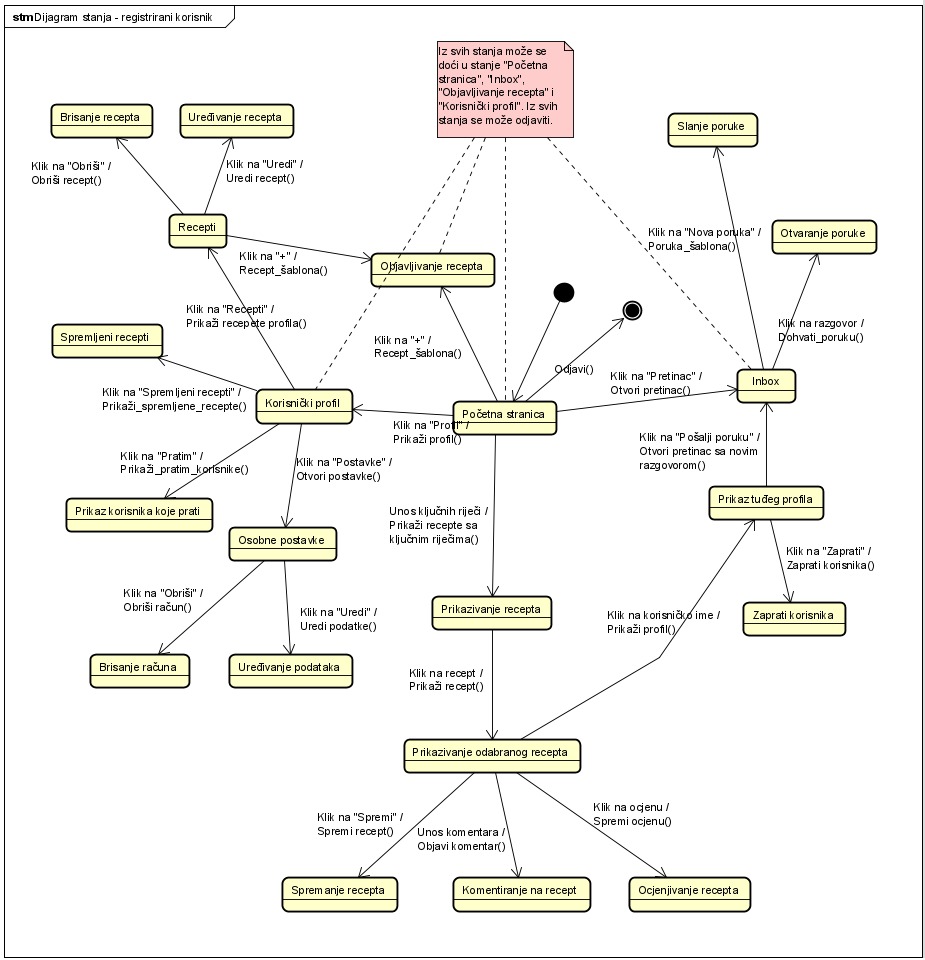 stm Dijagram stanja - registrirani korisnik
Iz svih stanja može se
doći u stanje "Početna
stranica", "Inbox",
"Objavljivanje recepta" i
"Korisnički profil". Iz svih
stanja se može odjaviti.
Brisanje recepta
Uređivanje recepta
Slanje poruke
Klik na "Obriši" /
Obriši recept()
Klik na "Uredi" /
Uredi recept()
Recepti
Klik na "Nova poruka" /
Poruka_šablona()
Otvaranje poruke
Klik na "+" /
Recept_šablona()
Objavljivanje recepta
Klik na "Recepti" /
Prikaži recepete profila()
Klik na razgovor /
Dohvati_poruku()
Spremljeni recepti
Klik na "+" /
Recept_šablona()
Odjavi()
Klik na "Pretinac" /
Otvori pretinac()
Inbox
Klik na "Spremljeni recepti" /
Prikaži_spremljene_recepte()
Korisnički profil
Početna stranica
Klik na "Profil" /
Prikaži profil()
Klik na "Pošalji poruku" /
Otvori pretinac sa novim
razgovorom()
Klik na "Pratim" /
Prikaži_pratim_korisnike()
Klik na "Postavke" /
Otvori postavke()
Prikaz korisnika koje prati
Prikaz tuđeg profila
Unos ključnih riječi /
Prikaži recepte sa
ključnim riječima()
Osobne postavke
Klik na "Zaprati" /
Zaprati korisnika()
Klik na "Obriši" /
Obriši račun()
Klik na "Uredi" /
Uredi podatke()
Prikazivanje recepta
Klik na korisničko ime /
Prikaži profil()
Zaprati korisnika
Brisanje računa
Uređivanje podataka
Klik na recept /
Prikaži recept()
Prikazivanje odabranog recepta
Klik na "Spremi" /
Spremi recept()
Unos komentara /
Objavi komentar()
Klik na ocjenu /
Spremi ocjenu()
Spremanje recepta
Komentiranje na recept
Ocjenjivanje recepta